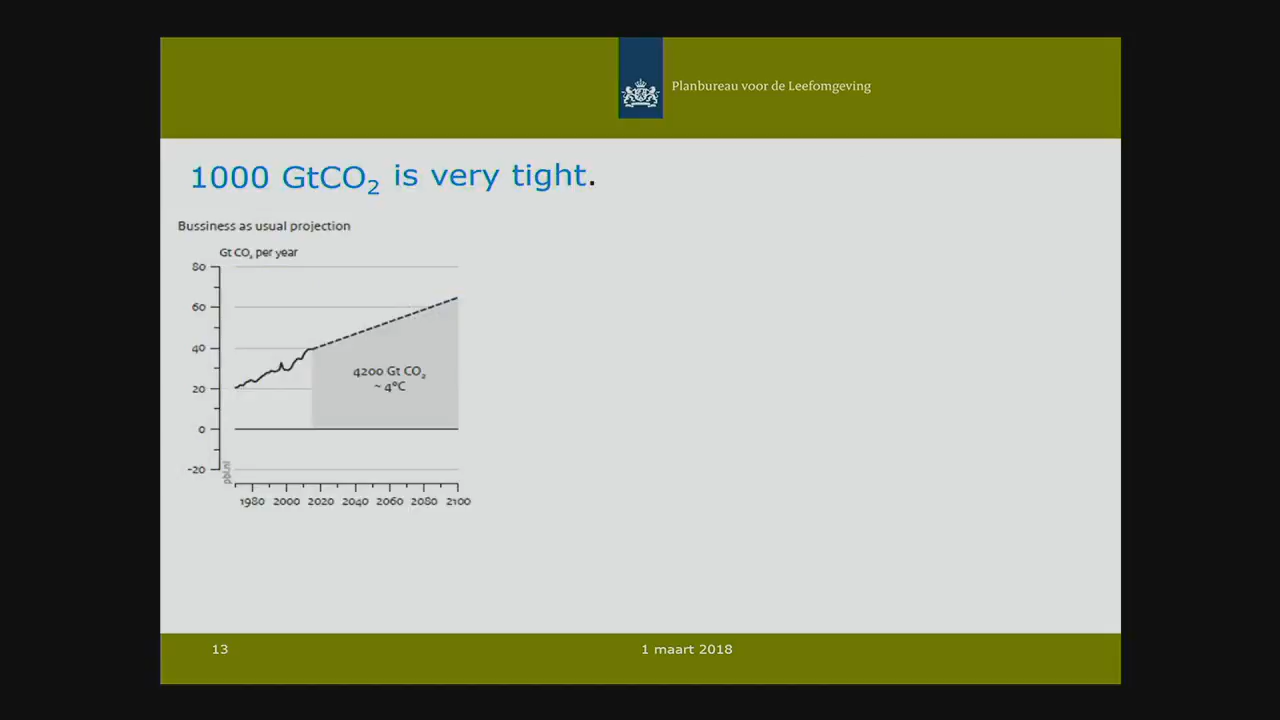 Planbureau voor de Leefomgeving
1000 GtCO₂ is very tight.
Bussiness as usual projection
Gt CO₂ per year
80
60
40
20
0
-20
4200 Gt CO₂
~ 4°C
pbl.nl
1980 2000 2020 2040 2060 2080 2100
13
1 maart 2018